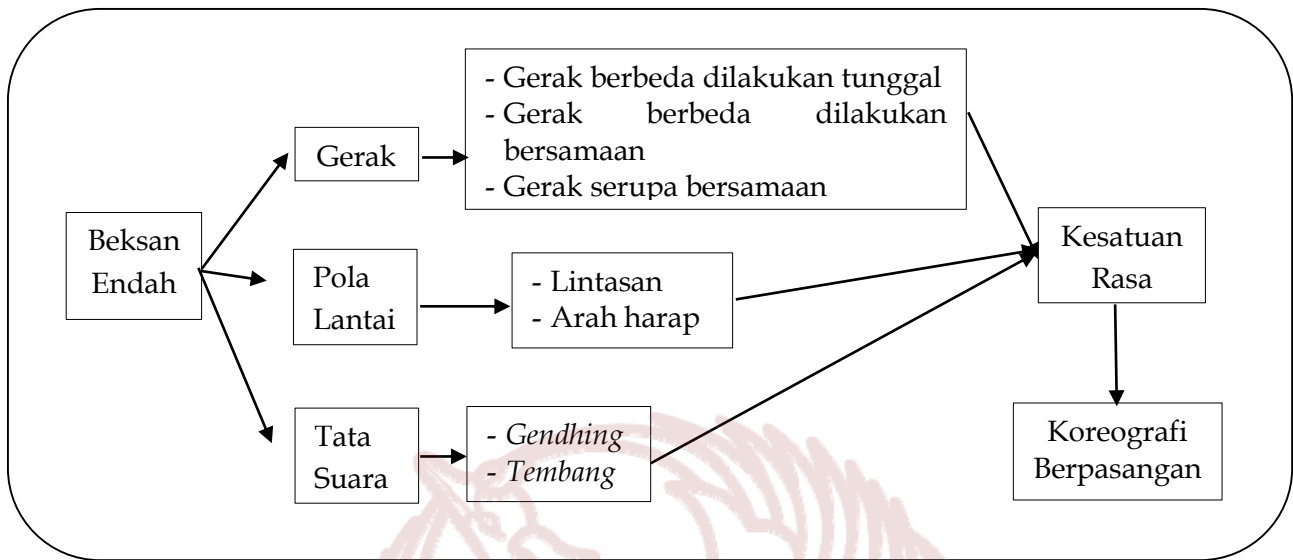 - Gerak berbeda dilakukan tunggal
- Gerak berbeda dilakukan
bersamaan
- Gerak serupa bersamaan
Gerak
Beksan
Endah
Pola
Lantai
- Lintasan
- Arah harap
Tata
Suara
- Gendhing
- Tembang
Kesatuan
Rasa
Koreografi
Berpasangan